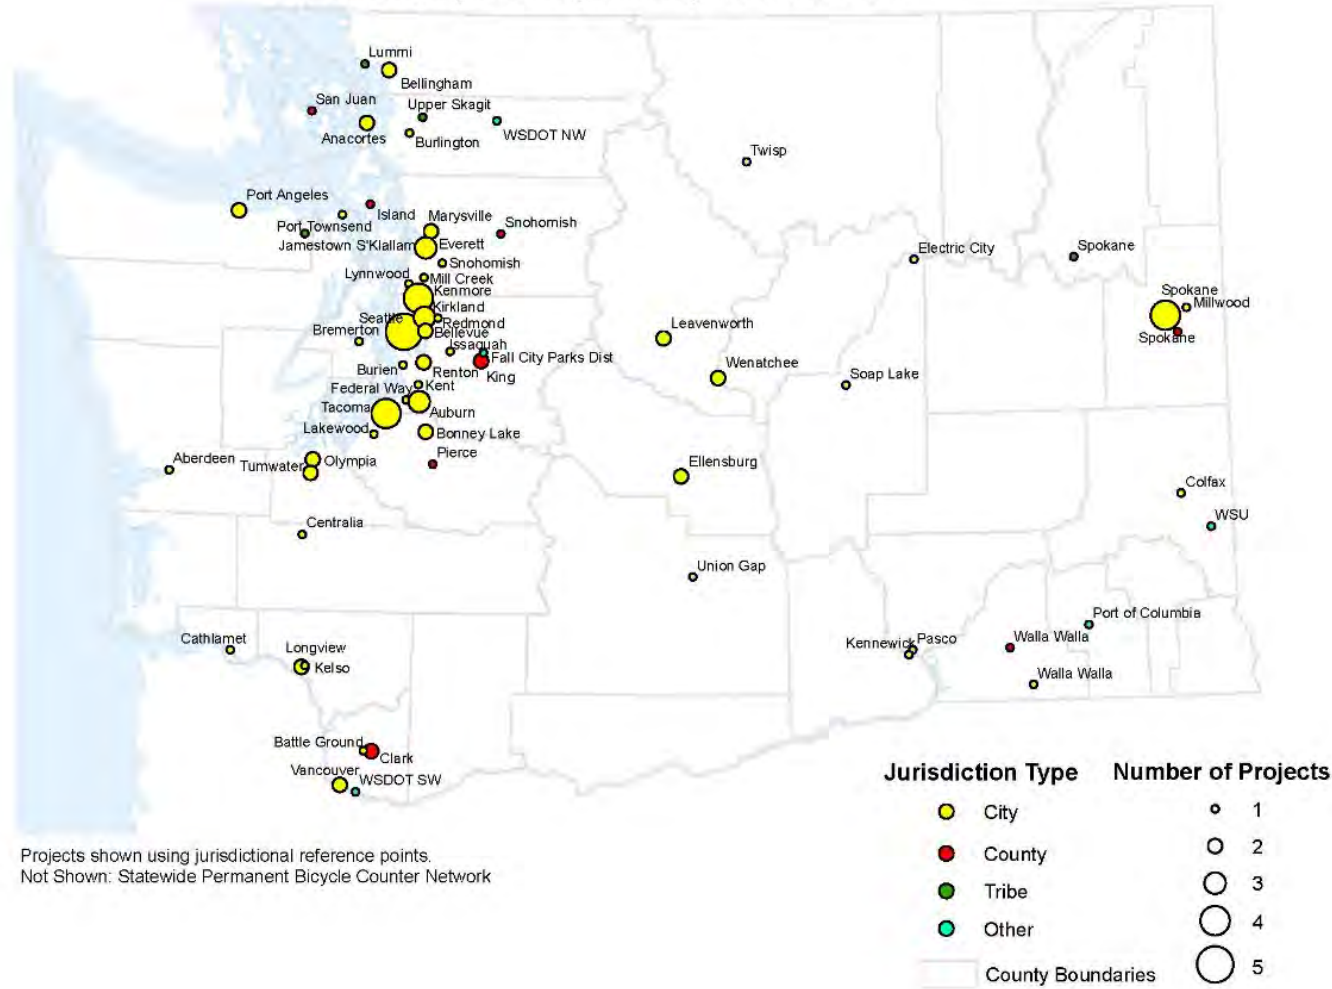 Lummi
Bellingham
San Juan
Upper Skagit
WSDOT NW
Anacortes
Burlington
Twisp
Port Angeles
Island
Marysville
Snohomish
Port Townsend
Jamestown S'Klallam
Everett
Electric City
Spokane
Snohomish
Lynnwood
Mill Creek
Kenmore
Spokane
Millwood
Kirkland
Seattle
Redmond
Leavenworth
Bremerton
Bellevue
Spokane
Issaquah
Fall City Parks Dist
Wenatchee
Burien
Renton
King
Soap Lake
Federal Way
Kent
Tacoma
Auburn
Lakewood
Bonney Lake
Aberdeen
Tumwater
Olympia
Pierce
Ellensburg
Colfax
WSU
Centralia
Union Gap
Port of Columbia
Cathlamet
Longview
Kennewick
Pasco
Walla Walla
Kelso
Walla Walla
Battle Ground
Clark
Vancouver
WSDOT SW
Jurisdiction Type
City
County
Tribe
Other
County Boundaries
Number of Projects
1
2
3
4
5
Projects shown using jurisdictional reference points.
Not Shown: Statewide Permanent Bicycle Counter Network